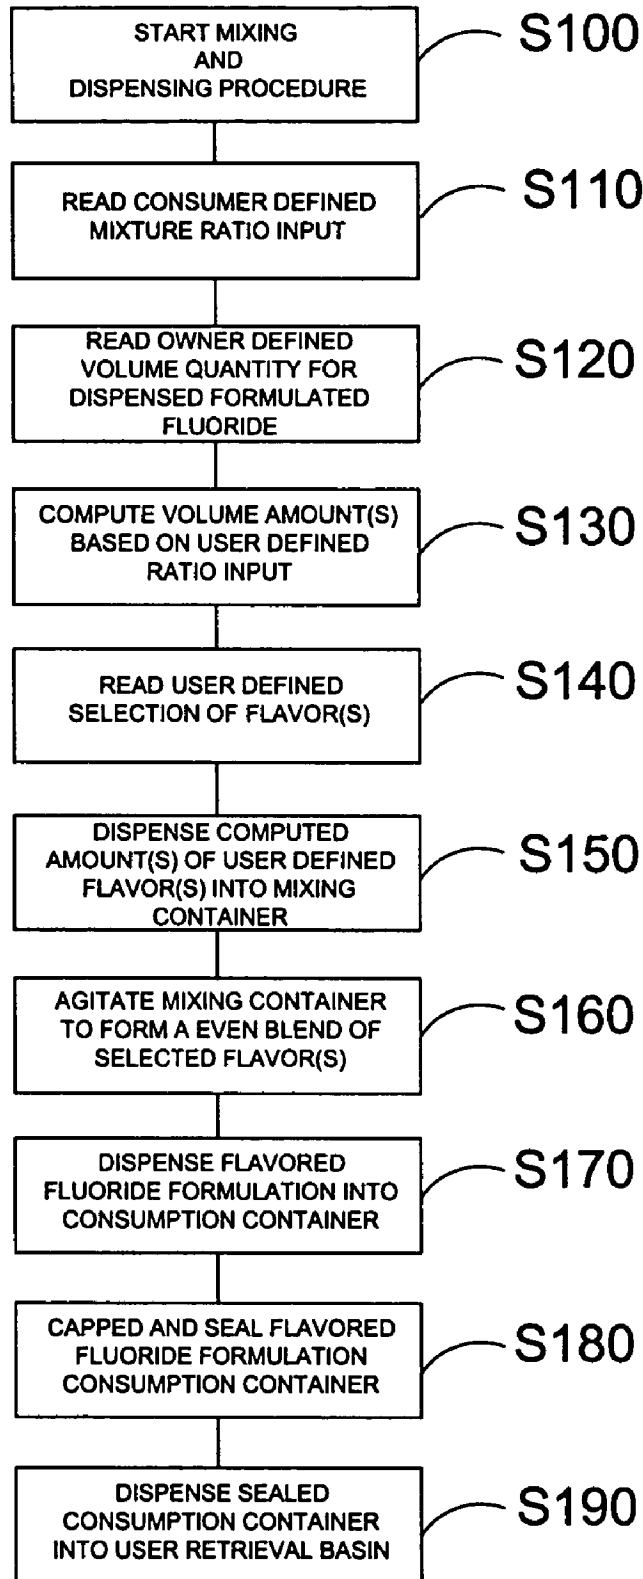 START MIXING
AND
DISPENSING PROCEDURE
S100
READ CONSUMER DEFINED
MIXTURE RATIO INPUT
S110
READ OWNER DEFINED
VOLUME QUANTITY FOR
DISPENSED FORMULATED
FLUORIDE
S120
COMPUTE VOLUME AMOUNT(S)
BASED ON USER DEFINED
RATIO INPUT
S130
READ USER DEFINED
SELECTION OF FLAVOR(S)
S140
DISPENSE COMPUTED
AMOUNT(S) OF USER DEFINED
FLAVOR(S) INTO MIXING
CONTAINER
S150
AGITATE MIXING CONTAINER
TO FORM A EVEN BLEND OF
SELECTED FLAVOR(S)
S160
DISPENSE FLAVORED
FLUORIDE FORMULATION INTO
CONSUMPTION CONTAINER
S170
CAPPED AND SEAL FLAVORED
FLUORIDE FORMULATION
CONSUMPTION CONTAINER
S180
DISPENSE SEALED
CONSUMPTION CONTAINER
INTO USER RETRIEVAL BASIN
S190